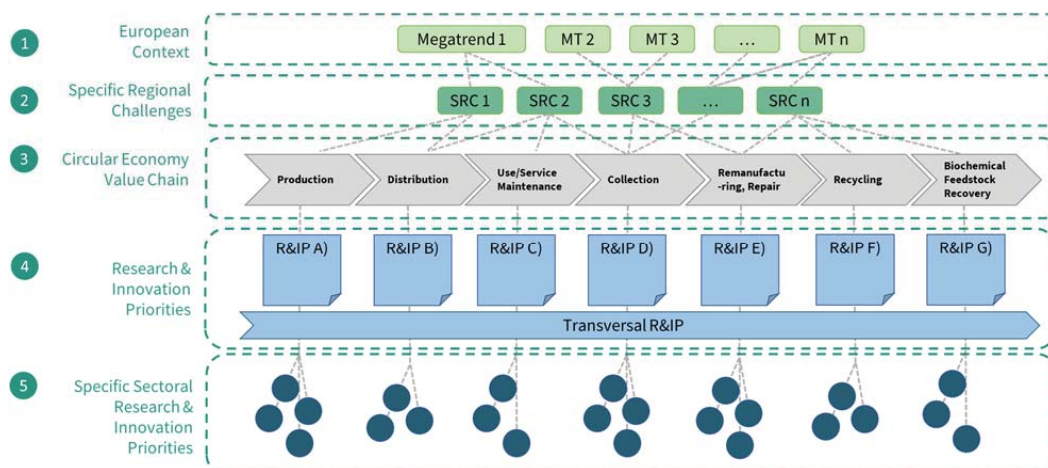 1
European
Context
Megatrend 1
MT 2
MT 3
...
MT n
2
Specific Regional
Challenges
SRC 1
SRC 2
SRC 3
...
SRC n
3
Circular Economy
Value Chain
Production
Distribution
Use/Service
Maintenance
Collection
Remanufactu
-ring, Repair
Recycling
Biochemical
Feedstock
Recovery
4
Research &
Innovation
Priorities
R&IP A)
R&IP B)
R&IP C)
R&IP D)
R&IP E)
R&IP F)
R&IP G)
Transversal R&IP
5
Specific Sectoral
Research &
Innovation
Priorities